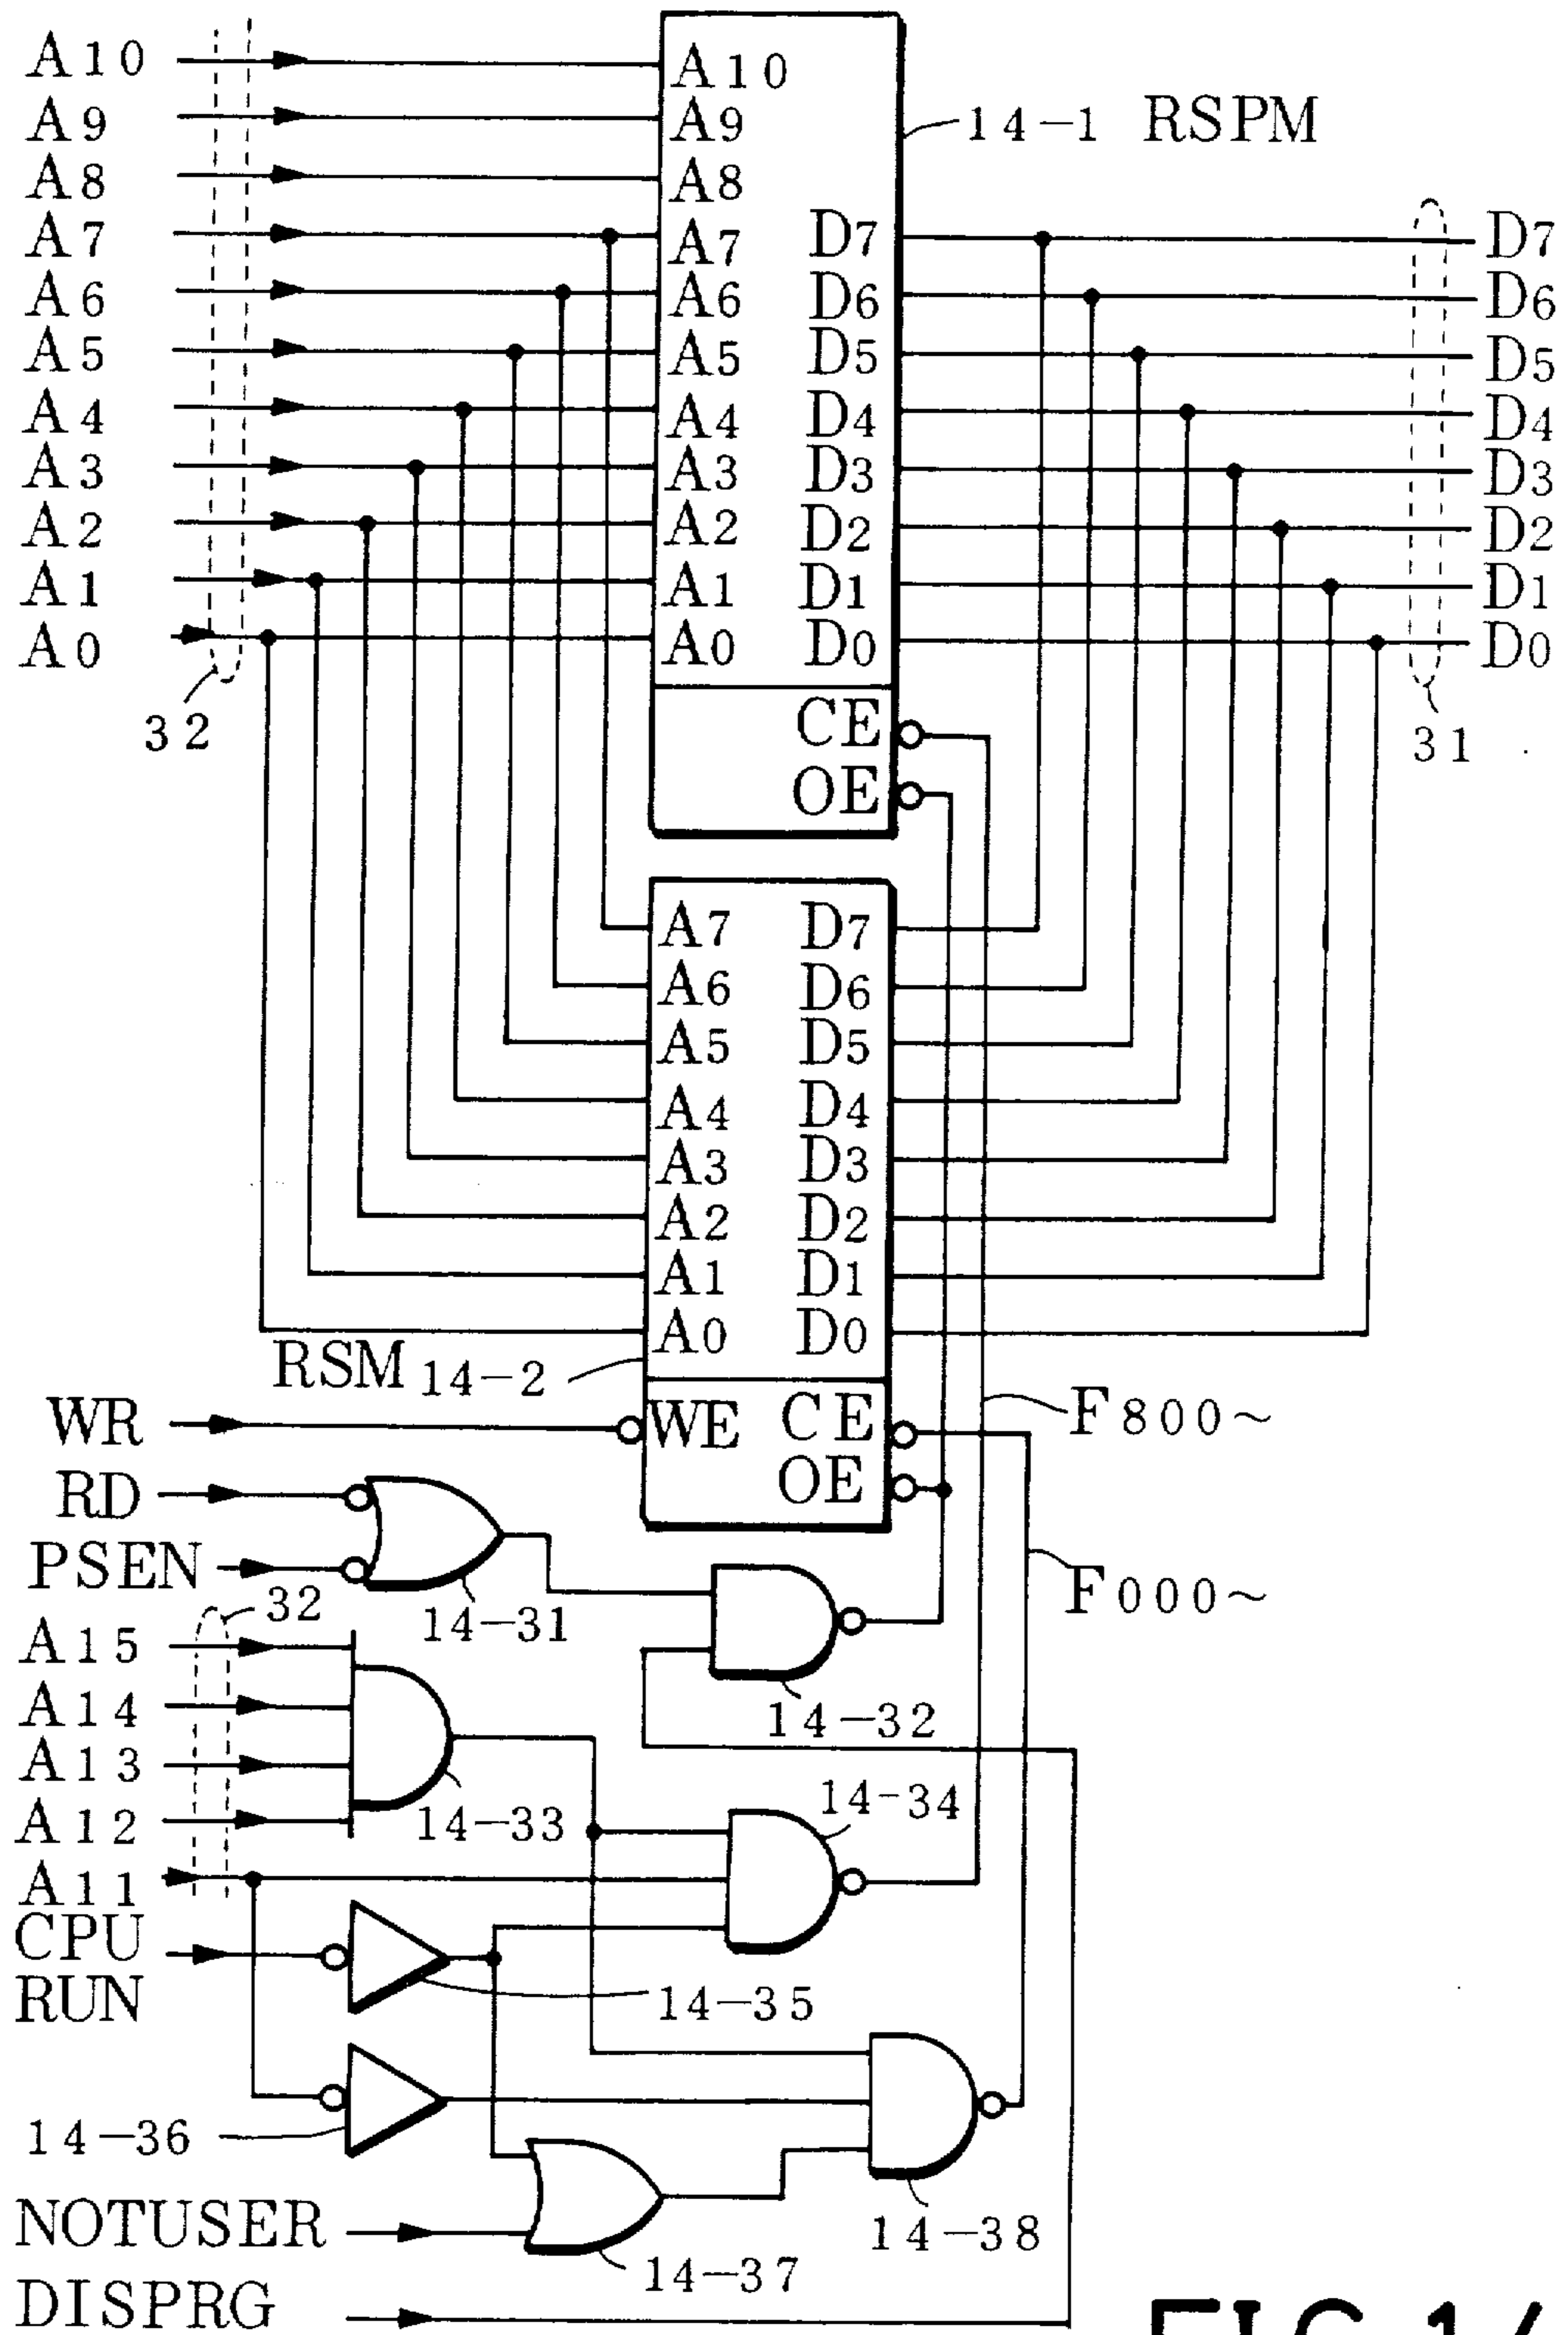 A10
A9
A8
A7
A6
A5
A4
A3
A2
A1
A0
32
A10
A9
A8
A7
A6
A5
A4
A3
A2
A1
A0
D7
D6
D5
D4
D3
D2
D1
D0
CE
OE
14-1 RSPM
D7
D6
D5
D4
D3
D2
D1
D0
31
A7
A6
A5
A4
A3
A2
A1
A0
D7
D6
D5
D4
D3
D2
D1
D0
RSM 14-2
WE
CE
OE
F800~
F000~
WR
RD
PSEN
32
14-31
14-32
A15
A14
A13
A12
A11
14-33
14-34
CPU
RUN
14-35
14-36
14-38
NOTUSER
14-37
DISPRG